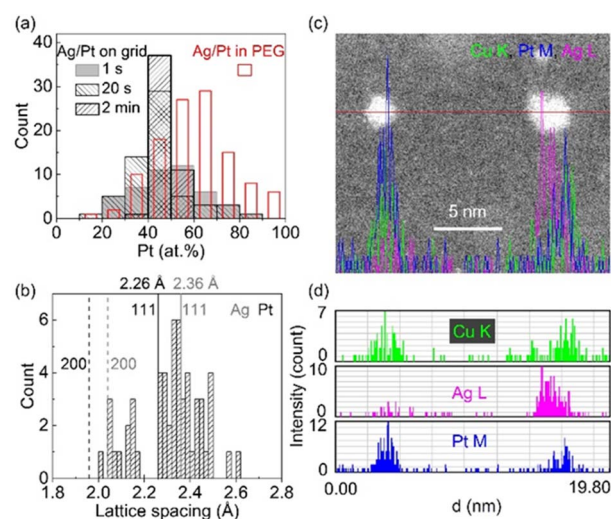 (a)
Ag/Pt on grid
Ag/Pt in PEG
1 s
20 s
2 min
Count
40
30
20
10
0
0 20 40 60 80 100
Pt (at.%)
(b)
2.26 Å 2.36 Å
111 111 Ag Pt
200 200
Count
6
4
2
0
1.8 2.0 2.2 2.4 2.6 2.8
Lattice spacing (Å)
(c)
Cu K, Pt M, Ag L
5 nm
(d)
Intensity (count)
7
Cu K
0
10
Ag L
0
12
Pt M
0
0.00 d (nm) 19.80